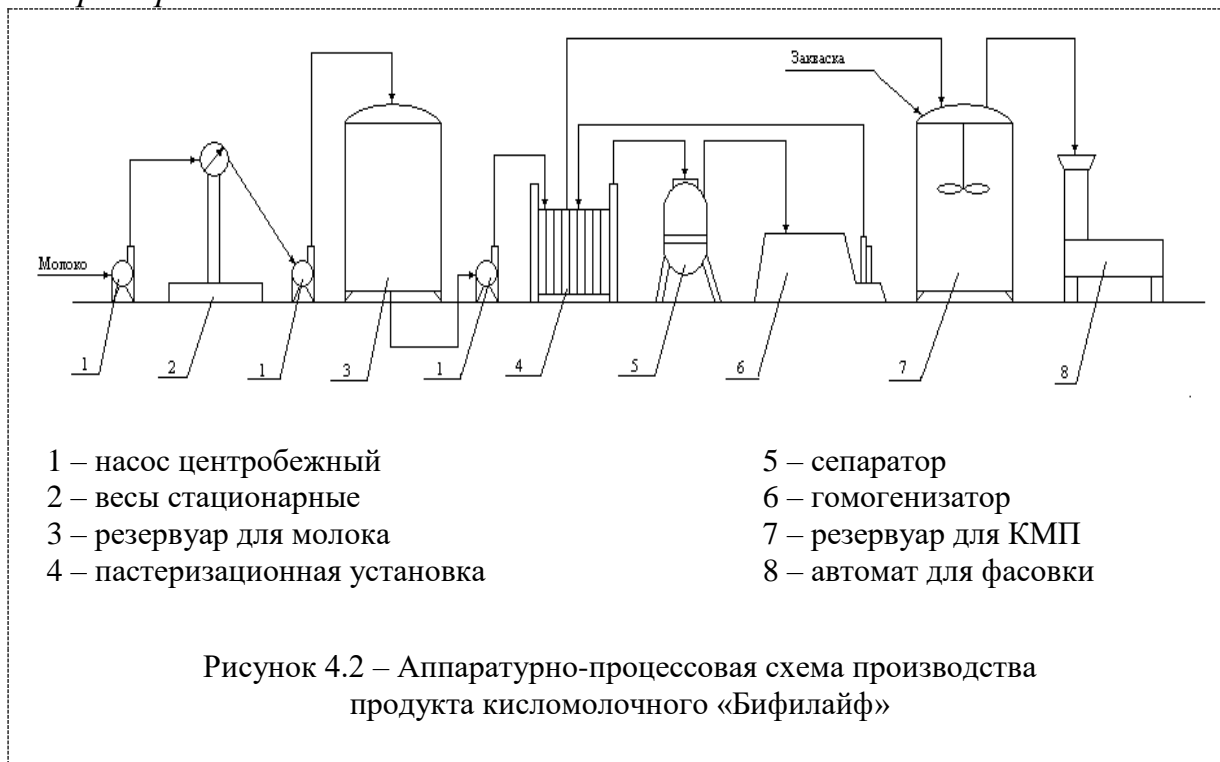 Закваска
Молоко
1
2
1
3
1
4
5
6
7
8
1 – насос центробежный
2 – весы стационарные
3 – резервуар для молока
4 – пастеризационная установка
5 – сепаратор
6 – гомогенизатор
7 – резервуар для КМП
8 – автомат для фасовки
Рисунок 4.2 – Аппаратурно-процессовая схема производства
продукта кисломолочного «Бифилайф»